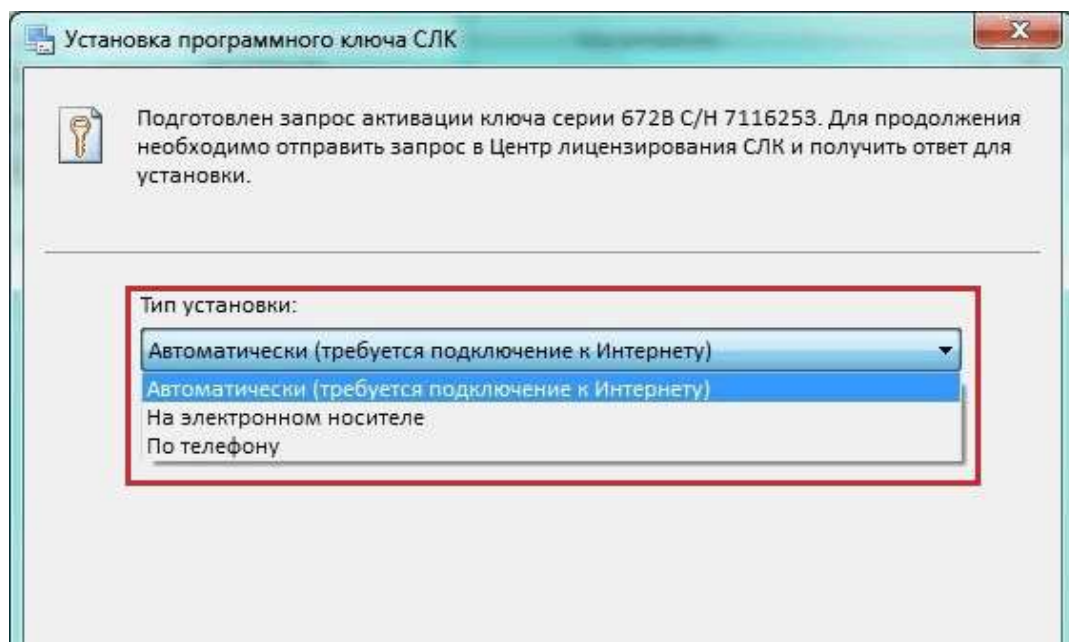 Установка программного ключа СЛК
Подготовлен запрос активации ключа серии 672B С/Н 7116253. Для продолжения
необходимо отправить запрос в Центр лицензирования СЛК и получить ответ для
установки.
Тип установки:
Автоматически (требуется подключение к Интернету)
Автоматически (требуется подключение к Интернету)
На электронном носителе
По телефону